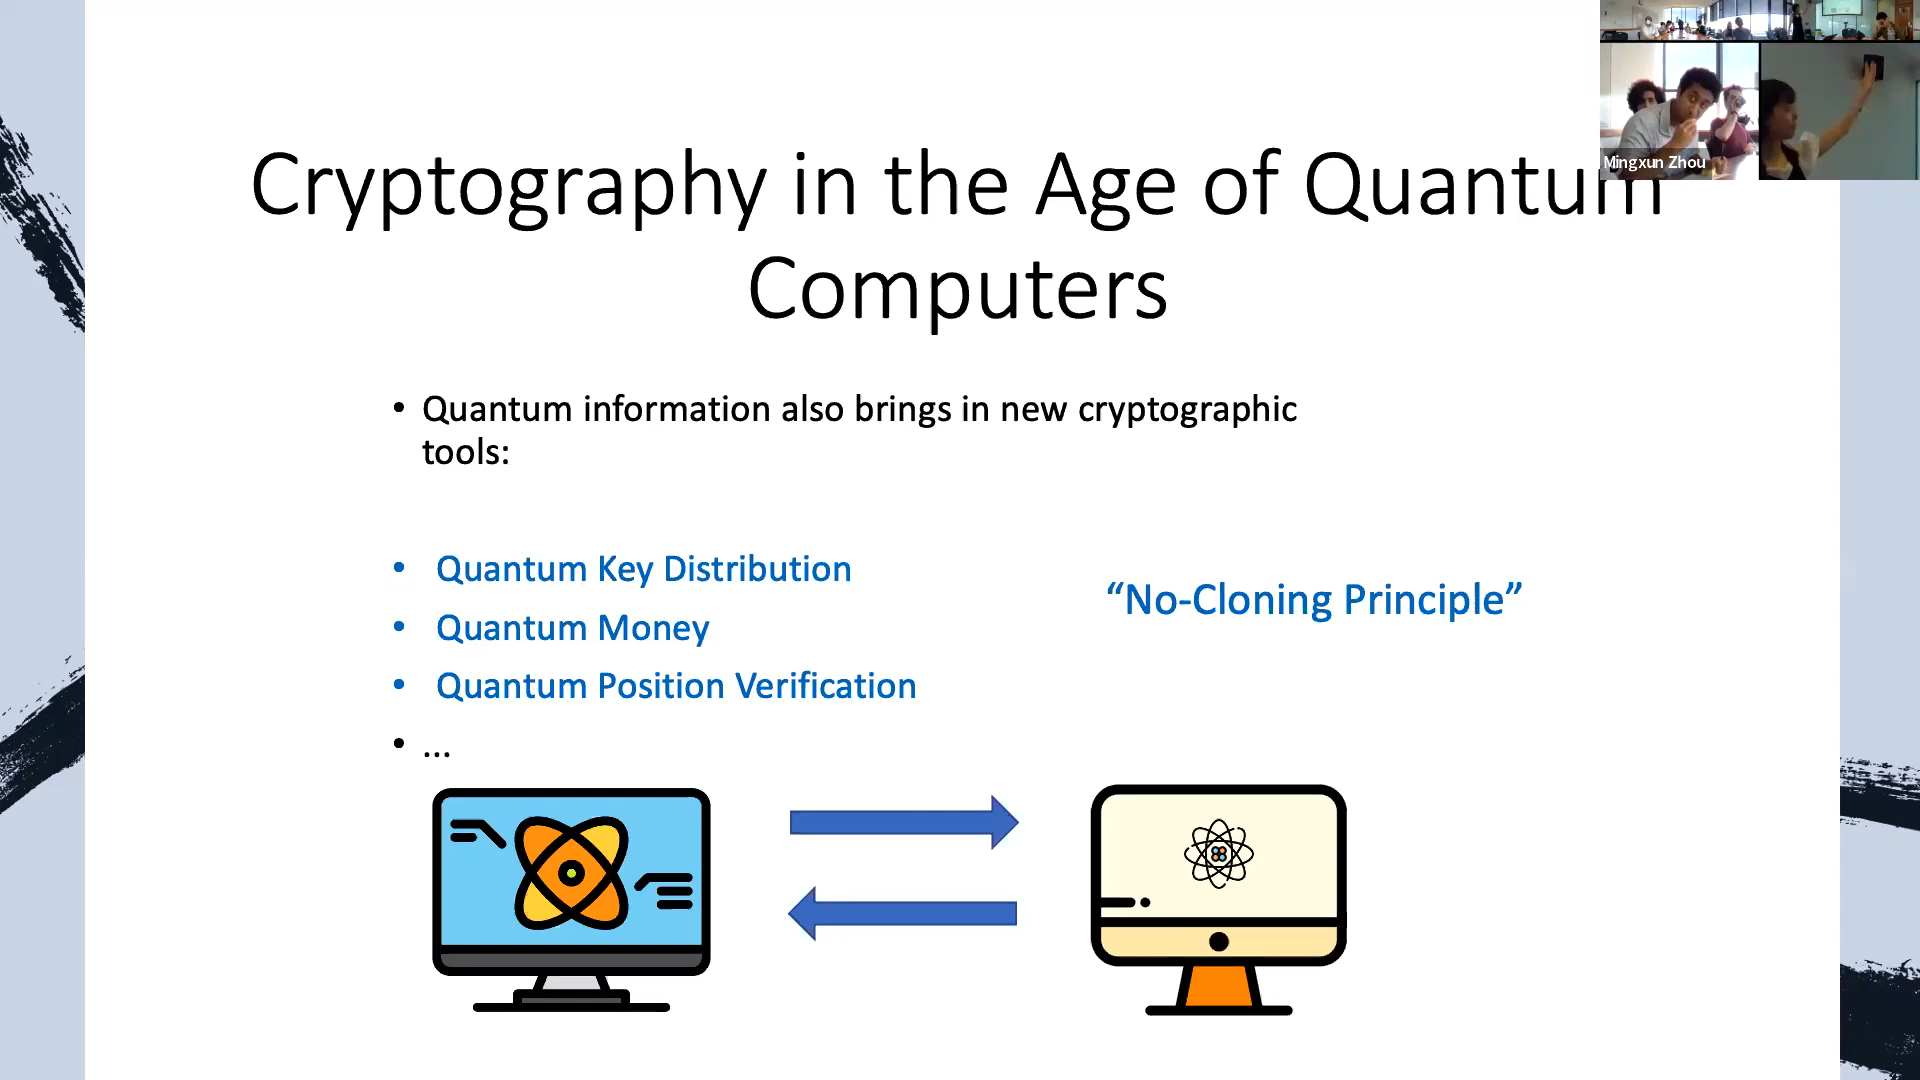 Cryptography in the Age of Quantum
Computers
• Quantum information also brings in new cryptographic
tools:
• Quantum Key Distribution
• Quantum Money
• Quantum Position Verification
• ...
“No-Cloning Principle”
Mingxun Zhou